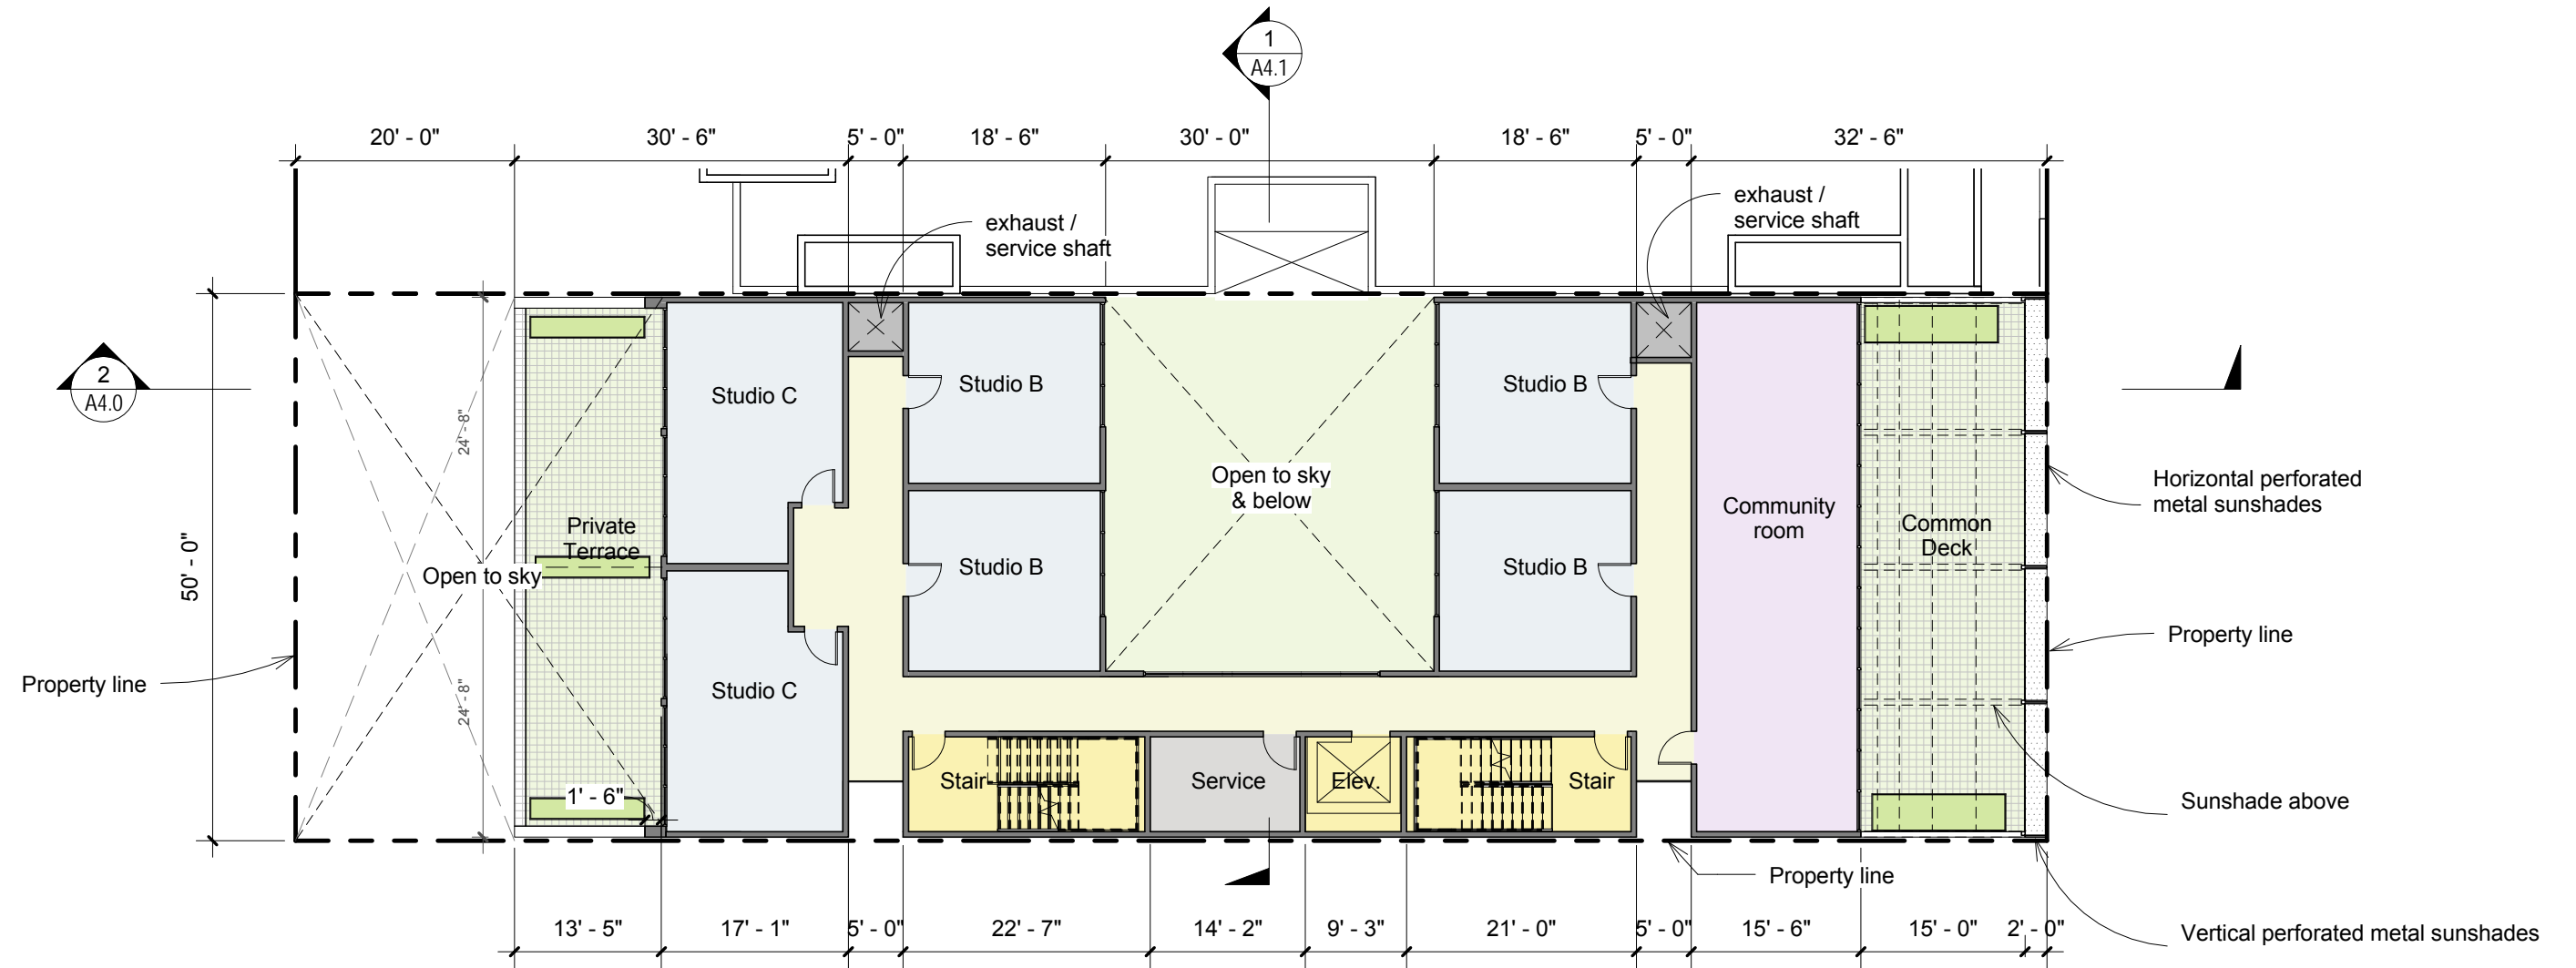 1
A4.1
20' - 0"
30' - 6"
5' - 0"
18' - 6"
30' - 0"
18' - 6"
5' - 0"
32' - 6"
exhaust /
service shaft
exhaust /
service shaft
2
A4.0
Studio C
Studio B
Studio B
24' - 8"
Open to sky
& below
Horizontal perforated
metal sunshades
Community
room
Private
Terrace
Common
Deck
50' - 0"
Open to sky
Studio B
Studio B
Property line
Property line
Studio C
24' - 8"
1' - 6"
Stair
Service
Elev.
Stair
Sunshade above
Property line
13' - 5"
17' - 1"
5' - 0"
22' - 7"
14' - 2"
9' - 3"
21' - 0"
5' - 0"
15' - 6"
15' - 0"
2' - 0"
Vertical perforated metal sunshades